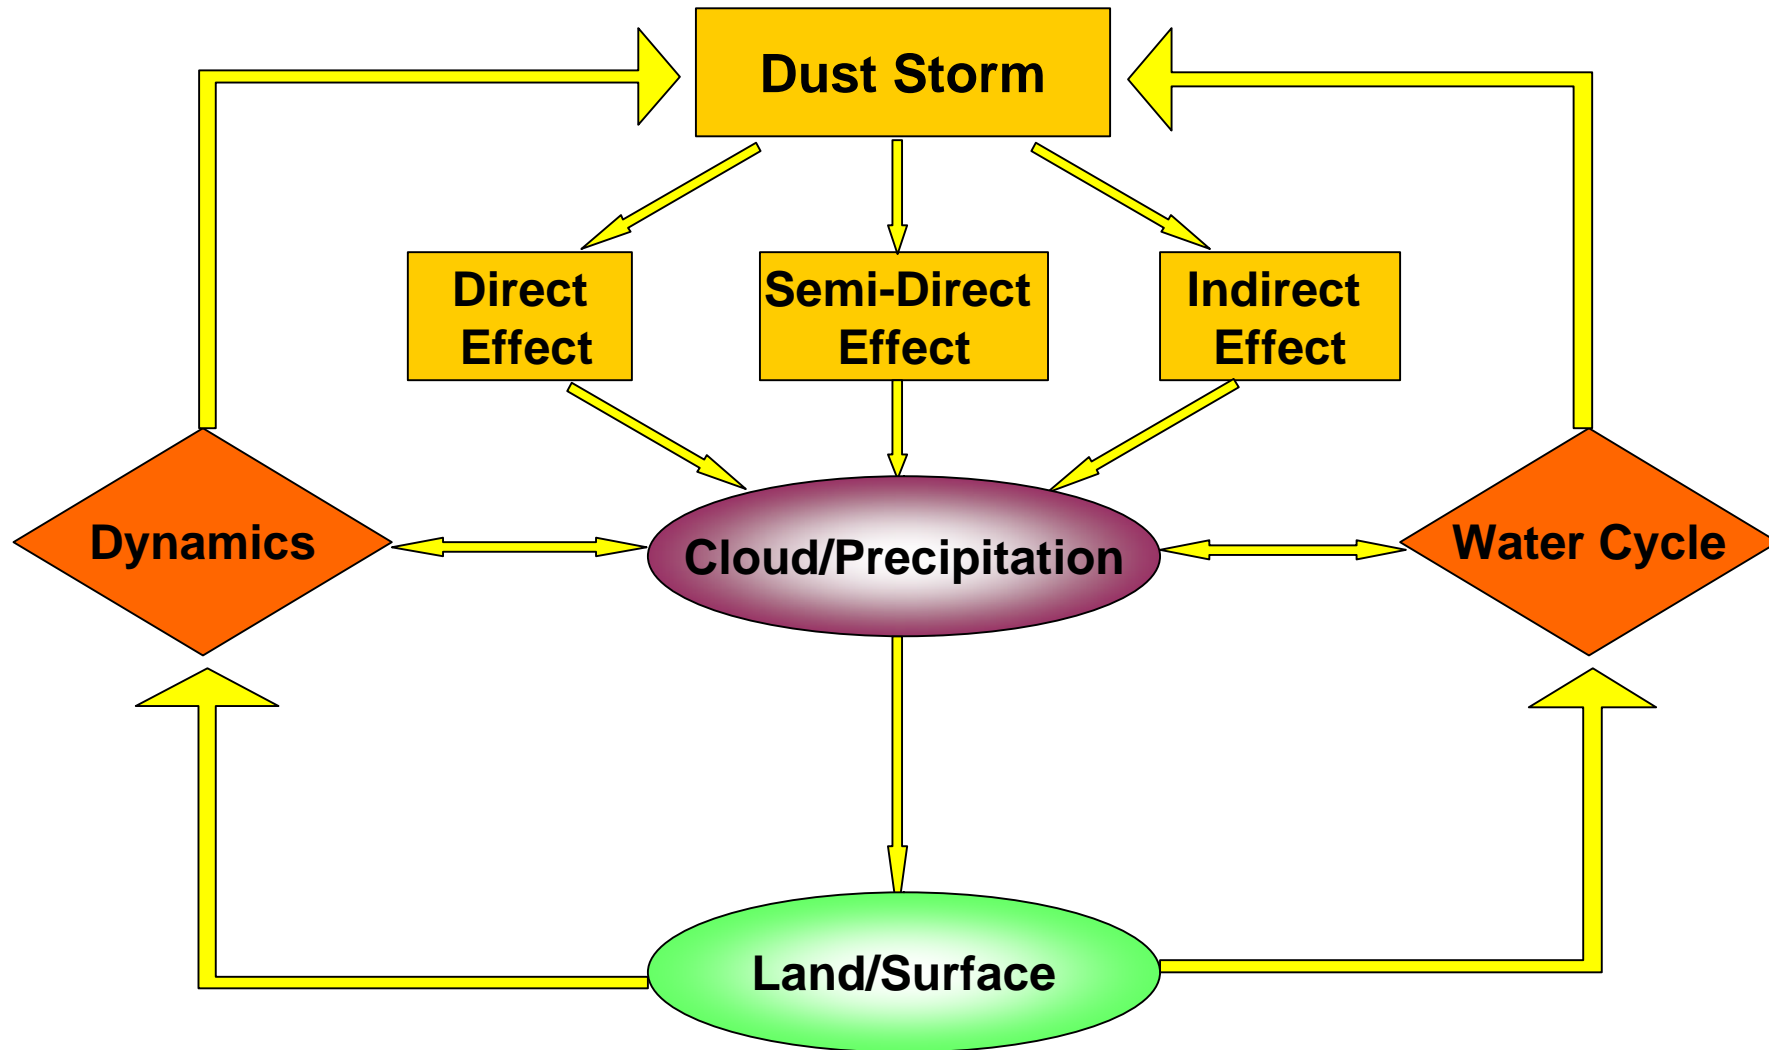 Dust Storm
Direct
Effect
Semi-Direct
Effect
Indirect
Effect
Dynamics
Cloud/Precipitation
Water Cycle
Land/Surface